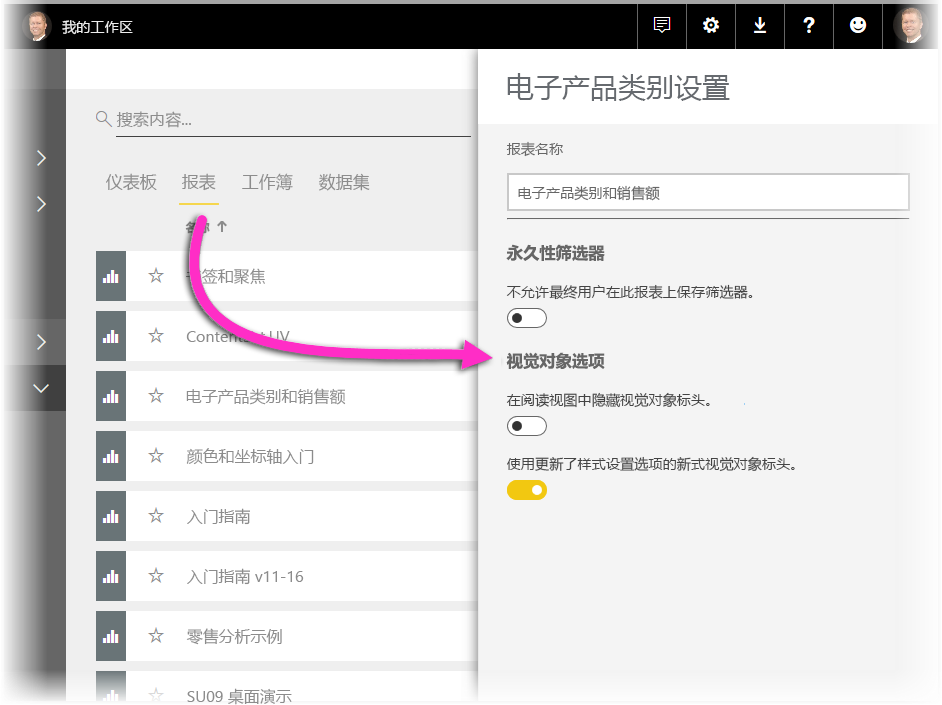 我的工作区
搜索内容...
仪表板 报表 工作簿 数据集
名称
签和聚焦
Content UV
电子产品类别和销售额
颜色和坐标轴入门
入门指南
入门指南 v11-16
零售分析示例
SU09 桌面演示
电子产品类别设置
报表名称
电子产品类别和销售额
永久性筛选器
不允许最终用户在此报表上保存筛选器。
视觉对象选项
在阅读视图中隐藏视觉对象标头。
使用更新了样式设置选项的新式视觉对象标头。